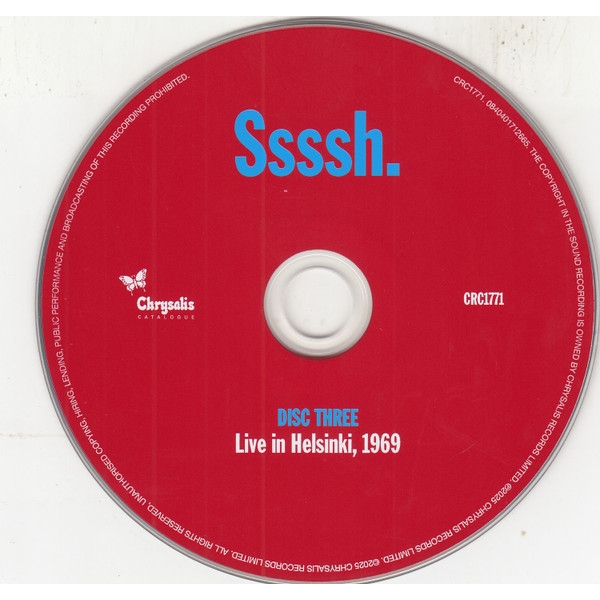 Ssssh.
Chrysalis
CATALOGUE
CRC1771
DISC THREE
Live in Helsinki, 1969
CRC1771. 0840401712665. THE COPYRIGHT IN THE SOUND RECORDING IS OWNED BY CHRYSALIS RECORDS LIMITED. ©2025 CHRYSALIS RECORDS LIMITED. ℗2025 CHRYSALIS RECORDS LIMITED. ALL RIGHTS RESERVED. UNAUTHORISED COPYING, HIRING, LENDING, PUBLIC PERFORMANCE AND BROADCASTING OF THIS RECORDING PROHIBITED.